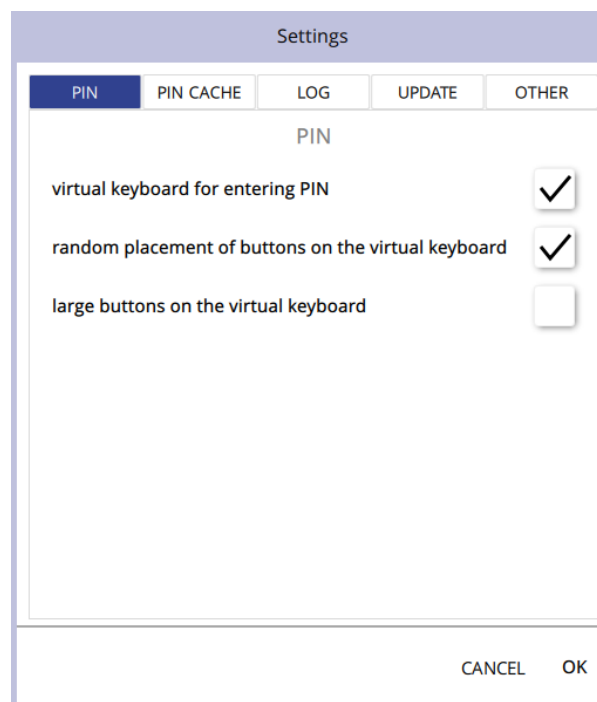 Settings
PIN PIN CACHE LOG UPDATE OTHER
PIN
virtual keyboard for entering PIN
random placement of buttons on the virtual keyboard
large buttons on the virtual keyboard
CANCEL OK